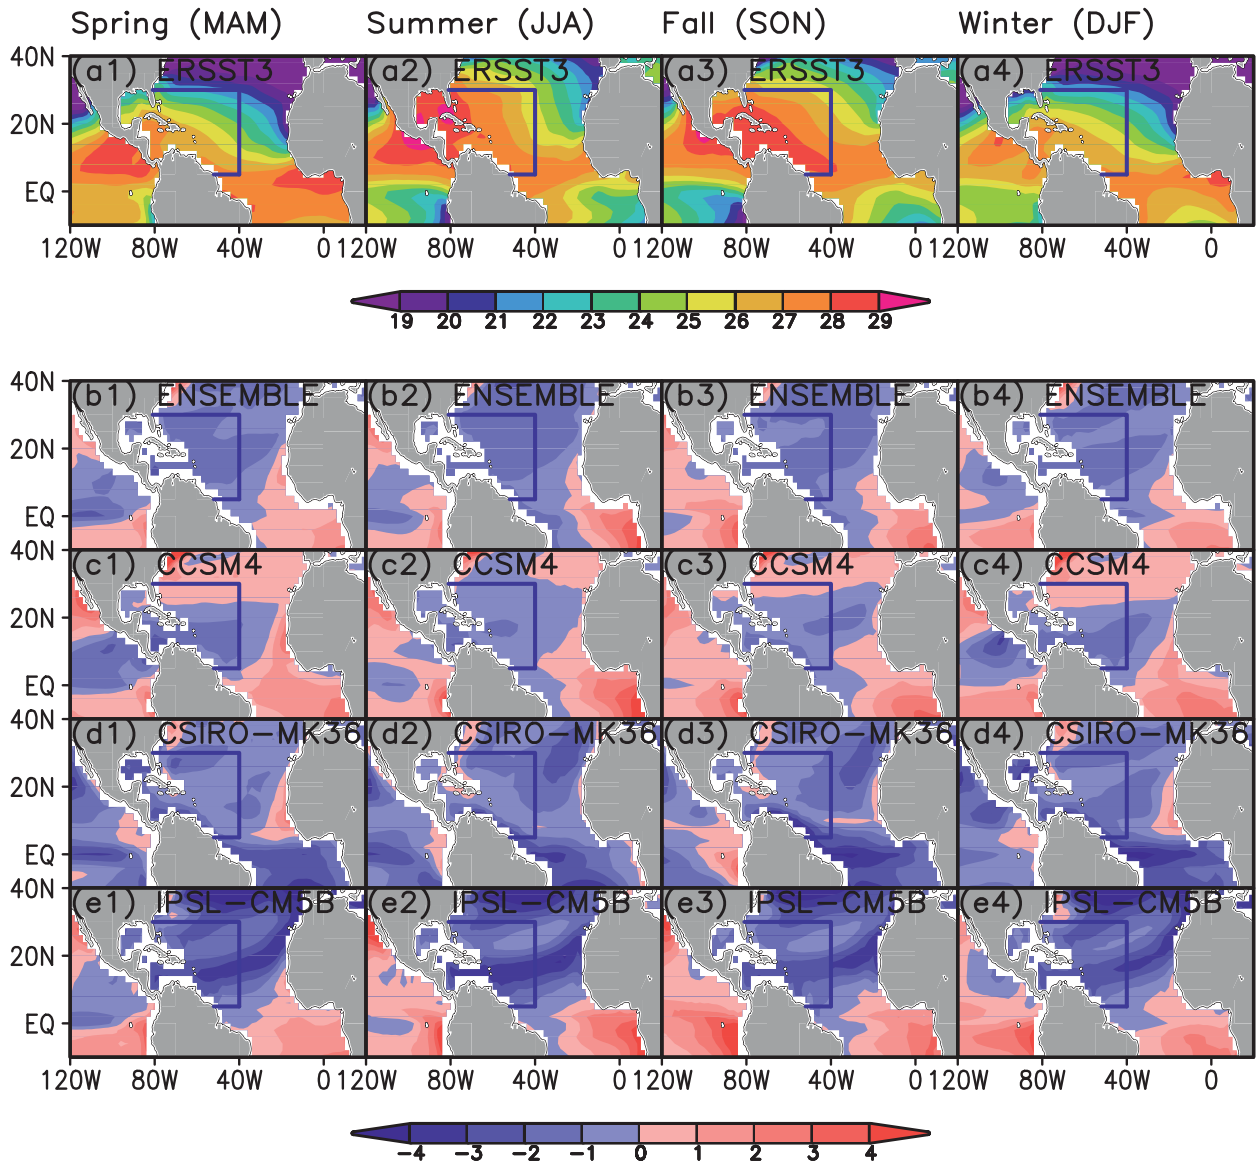 Spring (MAM) Summer (JJA) Fall (SON) Winter (DJF)
40N (a1) ERSST3 (a2) ERSST3 (a3) ERSST3 (a4) ERSST3
20N
EQ
120W 80W 40W 0 120W 80W 40W 0 120W 80W 40W 0 120W 80W 40W 0
19 20 21 22 23 24 25 26 27 28 29
40N (b1) ENSEMBLE (b2) ENSEMBLE (b3) ENSEMBLE (b4) ENSEMBLE
20N
EQ
40N (c1) CCSM4 (c2) CCSM4 (c3) CCSM4 (c4) CCSM4
20N
EQ
40N (d1) CSIRO-MK36 (d2) CSIRO-MK36 (d3) CSIRO-MK36 (d4) CSIRO-MK36
20N
EQ
40N (e1) IPSL-CM5B (e2) IPSL-CM5B (e3) IPSL-CM5B (e4) IPSL-CM5B
20N
EQ
120W 80W 40W 0 120W 80W 40W 0 120W 80W 40W 0 120W 80W 40W 0
-4 -3 -2 -1 0 1 2 3 4